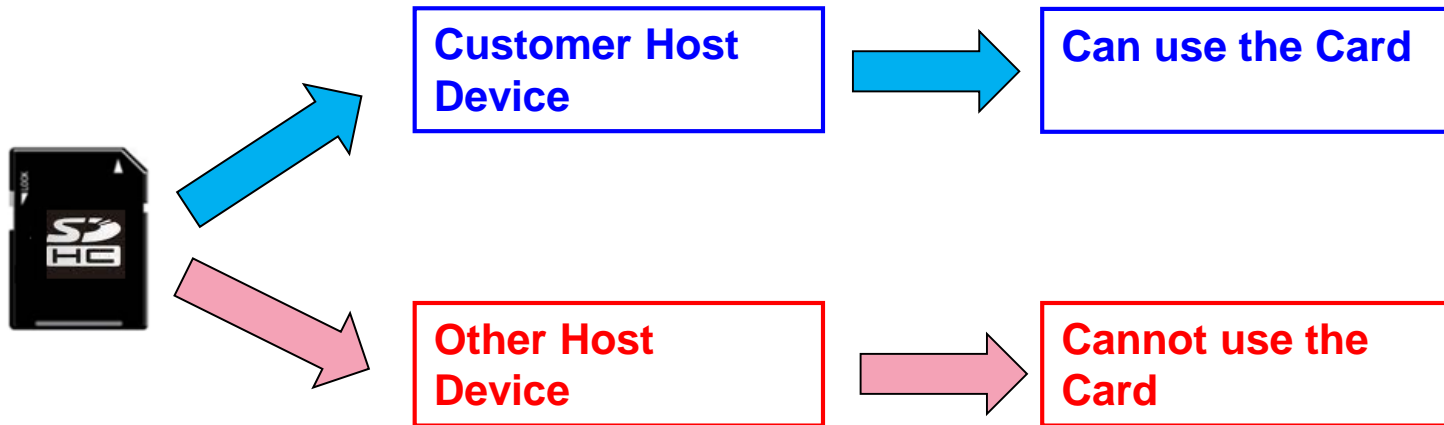 Customer Host
Device
Can use the Card
LOCK
SD
HC
Other Host
Device
Cannot use the
Card